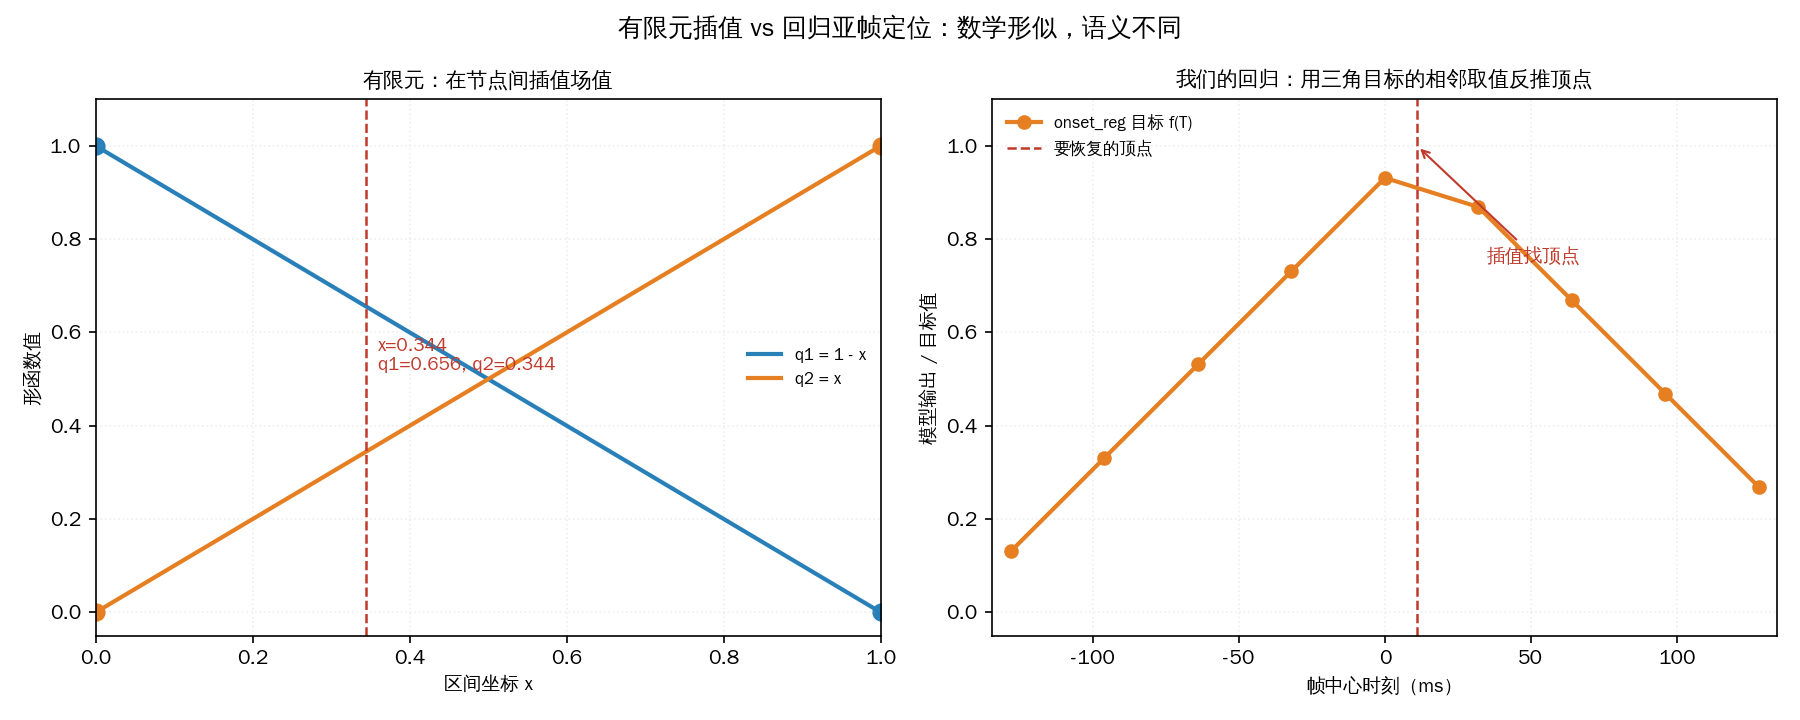 有限元插值 vs 回归亚帧定位：数学形似，语义不同
有限元：在节点间插值场值
形函数值
1.0
0.8
0.6
0.4
0.2
0.0
x=0.344
q1=0.656, q2=0.344
q1 = 1 - x
q2 = x
0.0 0.2 0.4 0.6 0.8 1.0
区间坐标 x
我们的回归：用三角目标的相邻取值反推顶点
模型输出 / 目标值
1.0
0.8
0.6
0.4
0.2
0.0
onset_reg 目标 f(T)
要恢复的顶点
插值找顶点
-100 -50 0 50 100
帧中心时刻（ms）